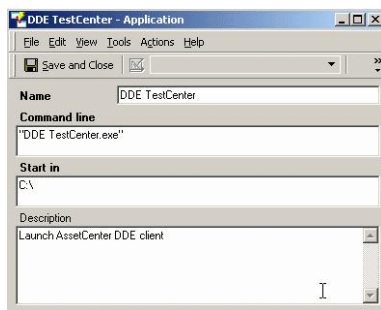 DDE TestCenter - Application
File Edit View Tools Actions Help
Save and Close
Name DDE TestCenter
Command line
"DDE TestCenter.exe"
Start in
C:\
Description
Launch AssetCenter DDE client